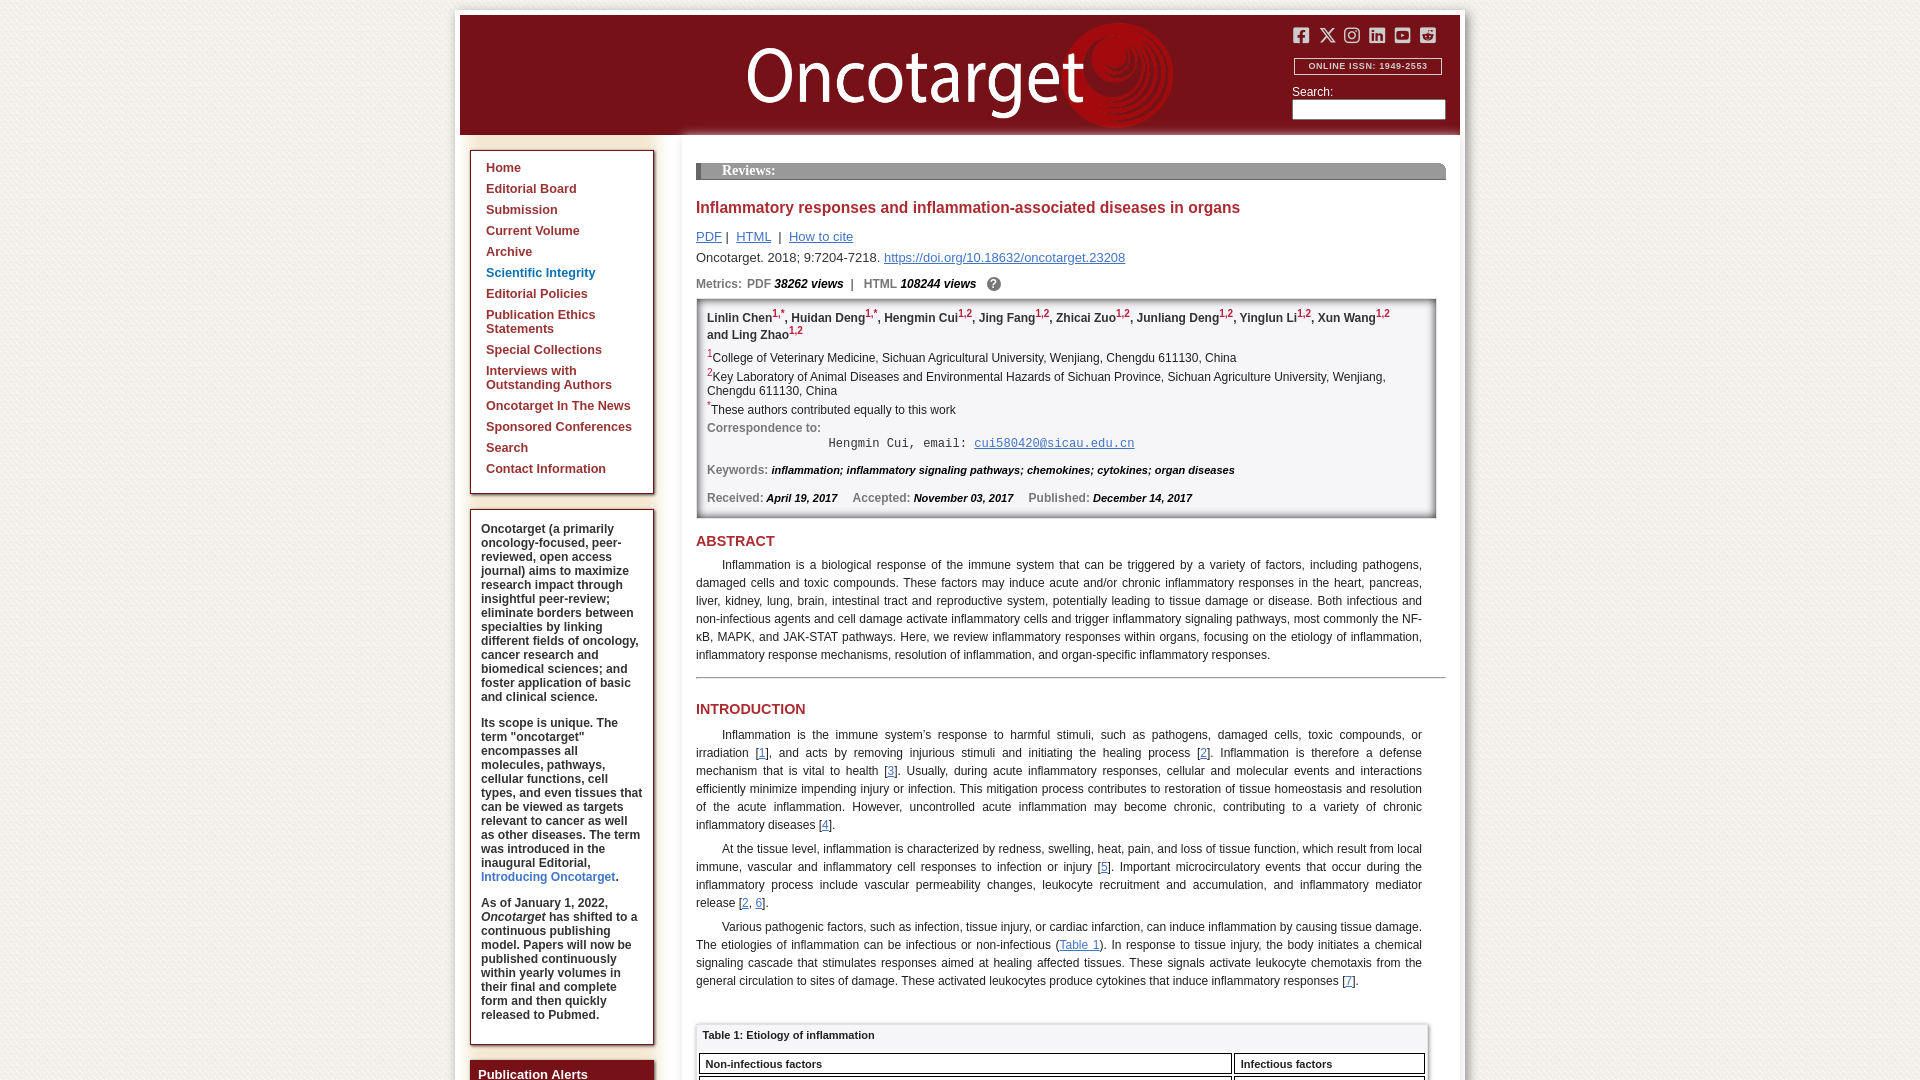 Oncotarget
ONLINE ISSN: 1949-2553
Search:
Home
Editorial Board
Submission
Current Volume
Archive
Scientific Integrity
Editorial Policies
Publication Ethics
Statements
Special Collections
Interviews with
Outstanding Authors
Oncotarget In The News
Sponsored Conferences
Search
Contact Information
Oncotarget (a primarily
oncology-focused, peer-
reviewed, open access
journal) aims to maximize
research impact through
insightful peer-review;
eliminate borders between
specialties by linking
different fields of oncology,
cancer research and
biomedical sciences; and
foster application of basic
and clinical science.
Its scope is unique. The
term "oncotarget"
encompasses all
molecules, pathways,
cellular functions, cell
types, and even tissues that
can be viewed as targets
relevant to cancer as well
as other diseases. The term
was introduced in the
inaugural Editorial,
Introducing Oncotarget.
As of January 1, 2022,
Oncotarget has shifted to a
continuous publishing
model. Papers will now be
published continuously
within yearly volumes in
their final and complete
form and then quickly
released to Pubmed.
Publication Alerts
Reviews:
Inflammatory responses and inflammation-associated diseases in organs
PDF | HTML | How to cite
Oncotarget. 2018; 9:7204-7218. https://doi.org/10.18632/oncotarget.23208
Metrics: PDF 38262 views | HTML 108244 views ?
Linlin Chen1,*, Huidan Deng1,*, Hengmin Cui1,2, Jing Fang1,2, Zhicai Zuo1,2, Junliang Deng1,2, Yinglun Li1,2, Xun Wang1,2
and Ling Zhao1,2
1College of Veterinary Medicine, Sichuan Agricultural University, Wenjiang, Chengdu 611130, China
2Key Laboratory of Animal Diseases and Environmental Hazards of Sichuan Province, Sichuan Agriculture University, Wenjiang,
Chengdu 611130, China
*These authors contributed equally to this work
Correspondence to:
Hengmin Cui, email: cui580420@sicau.edu.cn
Keywords: inflammation; inflammatory signaling pathways; chemokines; cytokines; organ diseases
Received: April 19, 2017 Accepted: November 03, 2017 Published: December 14, 2017
ABSTRACT
Inflammation is a biological response of the immune system that can be triggered by a variety of factors, including pathogens,
damaged cells and toxic compounds. These factors may induce acute and/or chronic inflammatory responses in the heart, pancreas,
liver, kidney, lung, brain, intestinal tract and reproductive system, potentially leading to tissue damage or disease. Both infectious and
non-infectious agents and cell damage activate inflammatory cells and trigger inflammatory signaling pathways, most commonly the NF-
κB, MAPK, and JAK-STAT pathways. Here, we review inflammatory responses within organs, focusing on the etiology of inflammation,
inflammatory response mechanisms, resolution of inflammation, and organ-specific inflammatory responses.
INTRODUCTION
Inflammation is the immune system’s response to harmful stimuli, such as pathogens, damaged cells, toxic compounds, or
irradiation [1], and acts by removing injurious stimuli and initiating the healing process [2]. Inflammation is therefore a defense
mechanism that is vital to health [3]. Usually, during acute inflammatory responses, cellular and molecular events and interactions
efficiently minimize impending injury or infection. This mitigation process contributes to restoration of tissue homeostasis and resolution
of the acute inflammation. However, uncontrolled acute inflammation may become chronic, contributing to a variety of chronic
inflammatory diseases [4].
At the tissue level, inflammation is characterized by redness, swelling, heat, pain, and loss of tissue function, which result from local
immune, vascular and inflammatory cell responses to infection or injury [5]. Important microcirculatory events that occur during the
inflammatory process include vascular permeability changes, leukocyte recruitment and accumulation, and inflammatory mediator
release [2, 6].
Various pathogenic factors, such as infection, tissue injury, or cardiac infarction, can induce inflammation by causing tissue damage.
The etiologies of inflammation can be infectious or non-infectious (Table 1). In response to tissue injury, the body initiates a chemical
signaling cascade that stimulates responses aimed at healing affected tissues. These signals activate leukocyte chemotaxis from the
general circulation to sites of damage. These activated leukocytes produce cytokines that induce inflammatory responses [7].
Table 1: Etiology of inflammation
Non-infectious factors Infectious factors